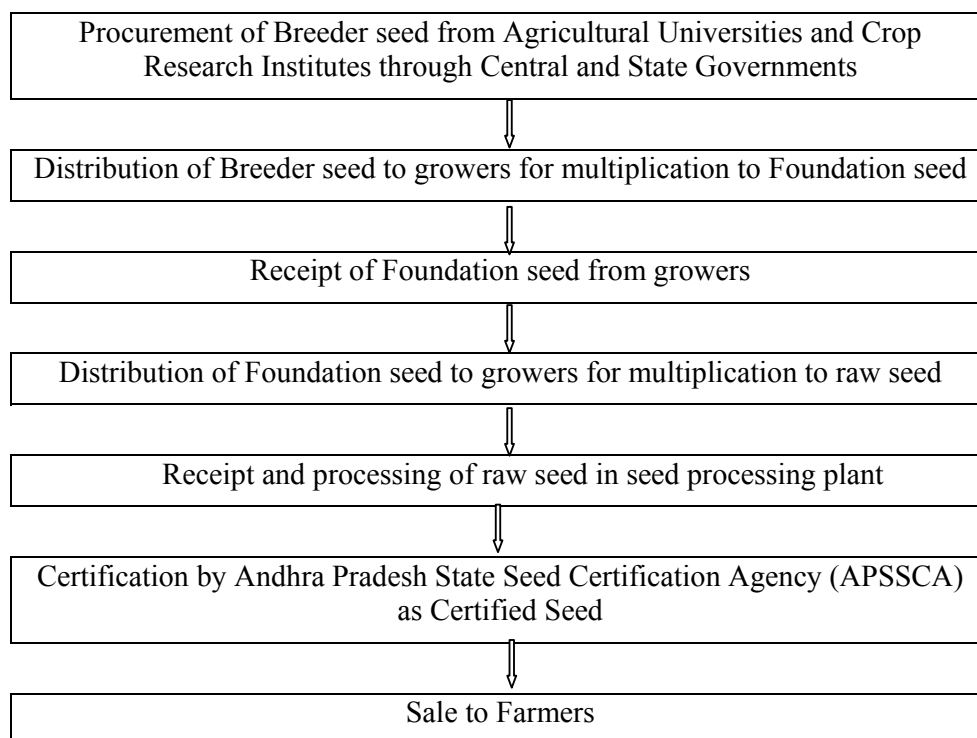 Procurement of Breeder seed from Agricultural Universities and Crop
Research Institutes through Central and State Governments
Distribution of Breeder seed to growers for multiplication to Foundation seed
Receipt of Foundation seed from growers
Distribution of Foundation seed to growers for multiplication to raw seed
Receipt and processing of raw seed in seed processing plant
Certification by Andhra Pradesh State Seed Certification Agency (APSSCA)
as Certified Seed
Sale to Farmers